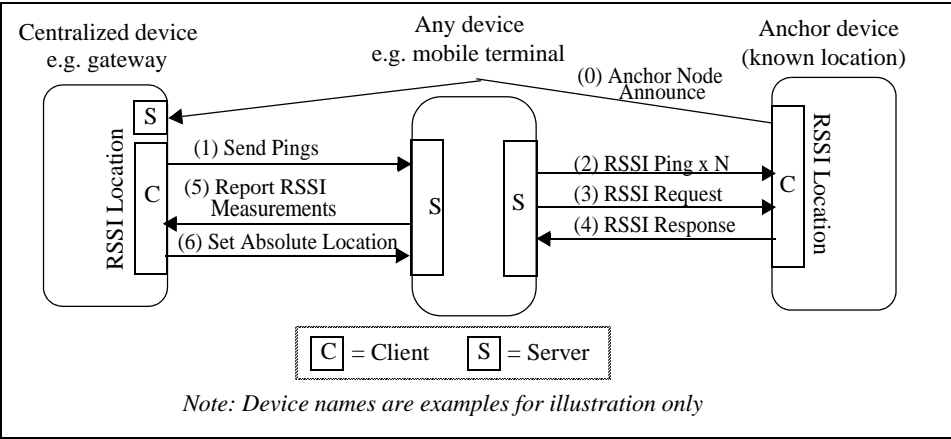 Centralized device
e.g. gateway
Any device
e.g. mobile terminal
Anchor device
(known location)
(0) Anchor Node
Announce
S
RSSI Location
C
(1) Send Pings
(5) Report RSSI
Measurements
(6) Set Absolute Location
S
S
(2) RSSI Ping x N
(3) RSSI Request
(4) RSSI Response
C
RSSI Location
C = Client S = Server
Note: Device names are examples for illustration only